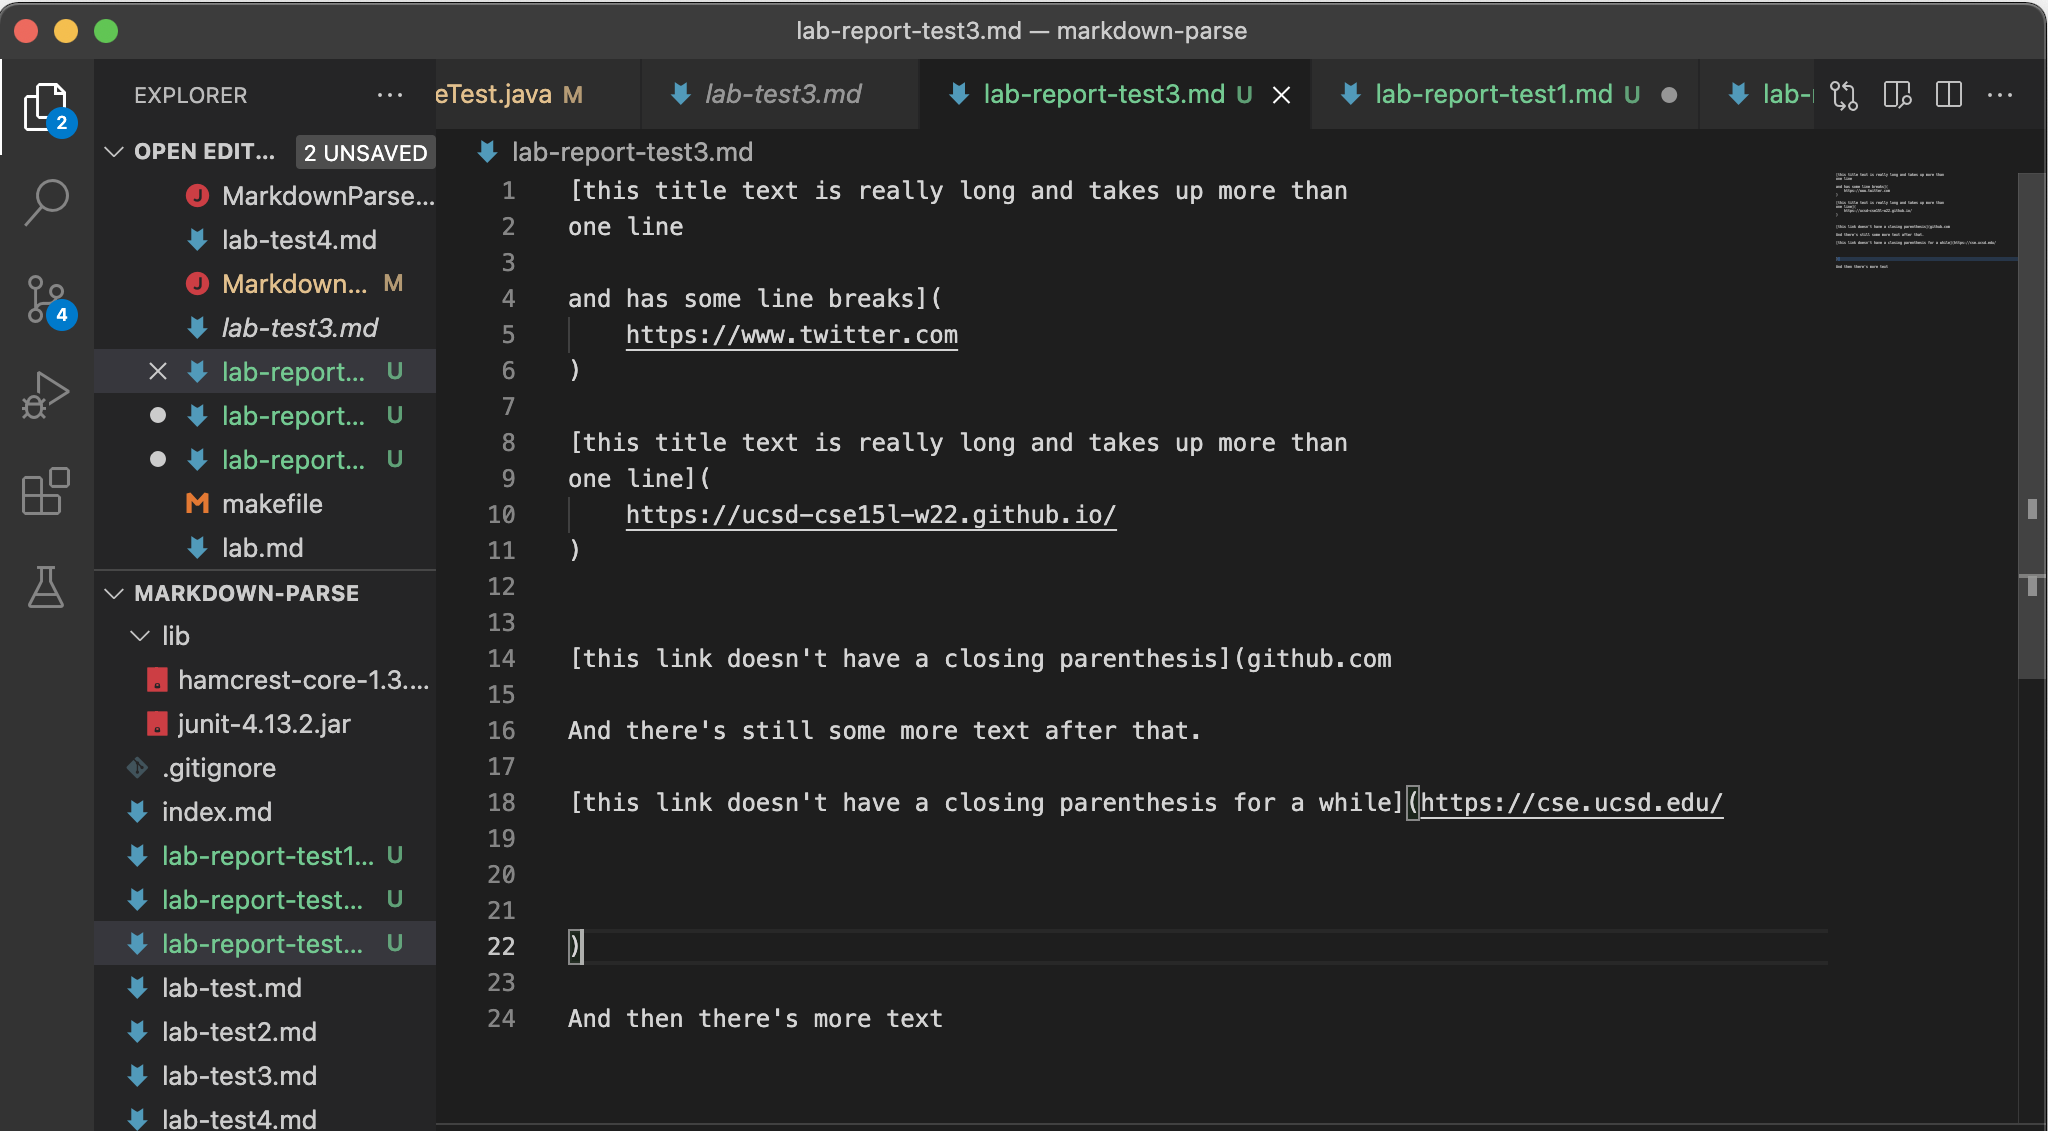 lab-report-test3.md — markdown-parse
EXPLORER
eTest.java M
lab-test3.md
lab-report-test3.md U
lab-report-test1.md U
lab-
2
4
OPEN EDIT... 2 UNSAVED
MarkdownParse...
lab-test4.md
Markdown... M
lab-test3.md
lab-report... U
lab-report... U
lab-report... U
makefile
lab.md
MARKDOWN-PARSE
lib
hamcrest-core-1.3....
junit-4.13.2.jar
.gitignore
index.md
lab-report-test1... U
lab-report-test... U
lab-report-test... U
lab-test.md
lab-test2.md
lab-test3.md
lab-test4.md
lab-report-test3.md
1 [this title text is really long and takes up more than
2 one line
3
4 and has some line breaks](
5 https://www.twitter.com
6 )
7
8 [this title text is really long and takes up more than
9 one line](
10 https://ucsd-cse15l-w22.github.io/
11 )
12
13
14 [this link doesn't have a closing parenthesis](github.com
15
16 And there's still some more text after that.
17
18 [this link doesn't have a closing parenthesis for a while](https://cse.ucsd.edu/
19
20
21
22 )
23
24 And then there's more text